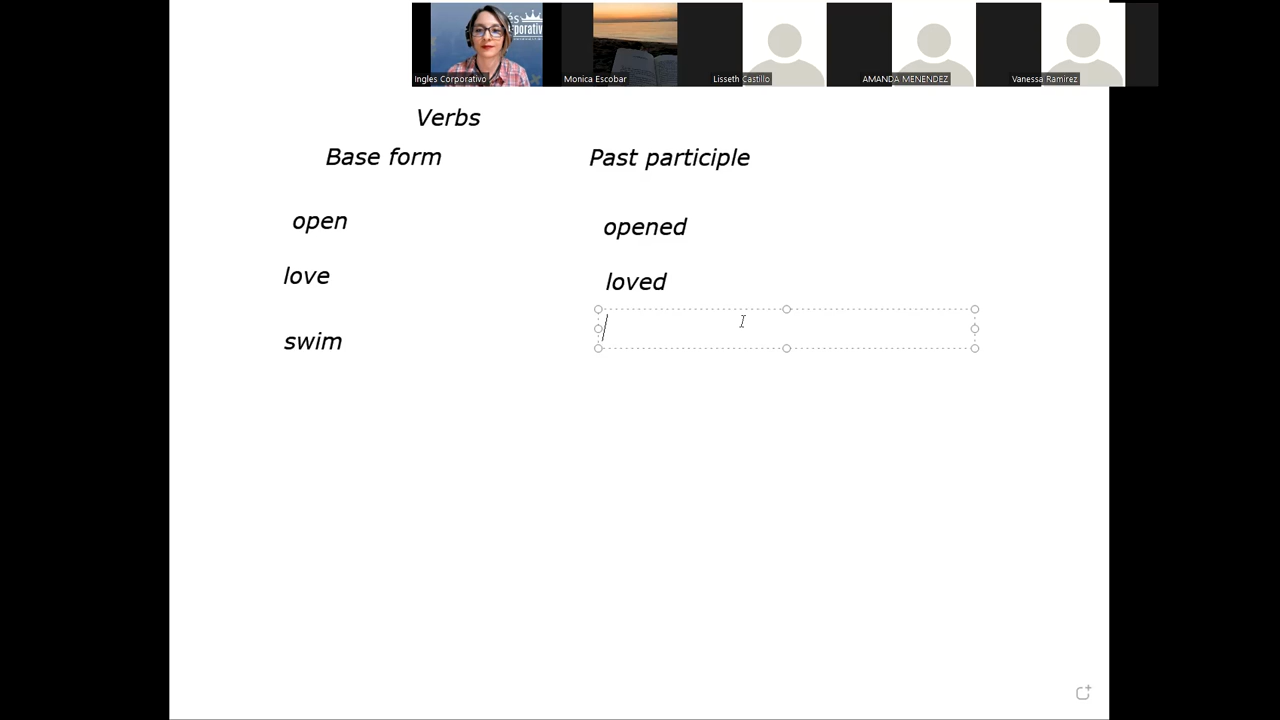 Ingles Corporativo
Monica Escobar
Lisseth Castillo
AMANDA MENENDEZ
Vanessa Ramirez
Verbs
Base form Past participle
open opened
love loved
swim